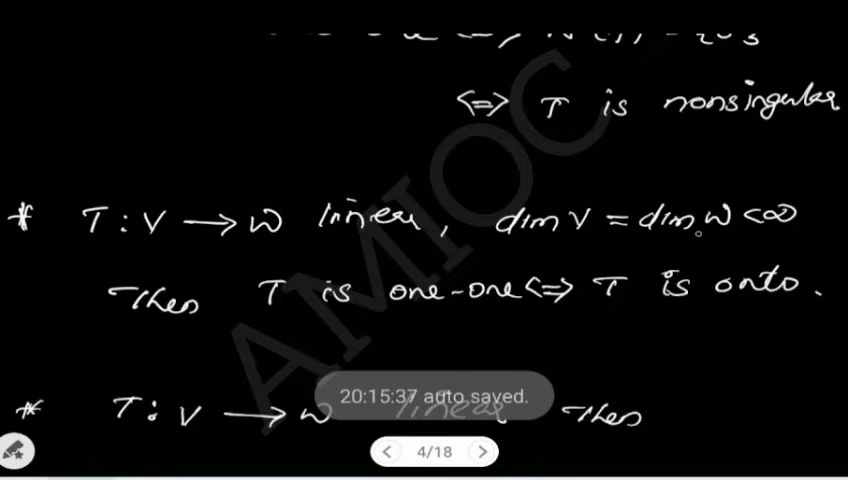 ⟺ T is nonsingular
* T : V ⟶ W linear, dim V = dim W < ∞
Then T is one-one ⟺ T is onto.
20:15:37 auto saved.
* T : V ⟶ W linear Then
4/18
AMIOC